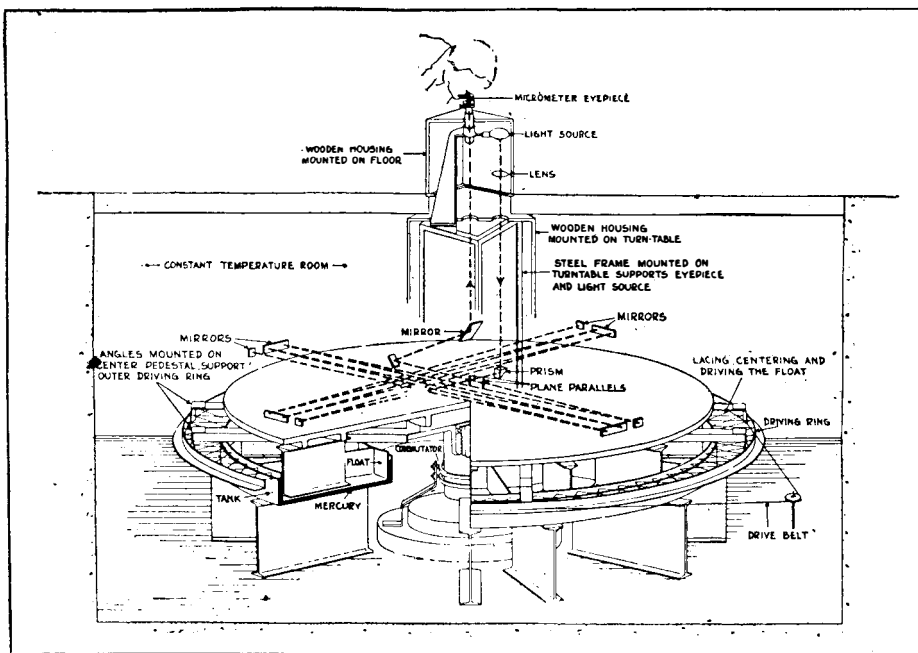 MICROMETER EYEPIECE
LIGHT SOURCE
WOODEN HOUSING
MOUNTED ON FLOOR
LENS
WOODEN HOUSING
MOUNTED ON TURN-TABLE
CONSTANT TEMPERATURE ROOM
STEEL FRAME MOUNTED ON
TURNTABLE SUPPORTS EYEPIECE
AND LIGHT SOURCE
MIRRORS
MIRROR
MIRRORS
ANGLES MOUNTED ON
CENTER PEDESTAL, SUPPORT
OUTER DRIVING RING
PRISM
PLANE PARALLELS
LACING, CENTERING AND
DRIVING THE FLOAT
DRIVING RING
COMMUTATOR
FLOAT
TANK
MERCURY
DRIVE BELT